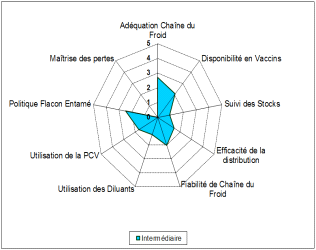 Adéquation Chaîne du
Froid
5
4
3
2
1
0
Maîtrise des pertes
Disponibilité en Vaccins
Politique Flacon Entamé
Suivi des Stocks
Utilisation de la PCV
Efficacité de la
distribution
Utilisation des Diluants
Fiabilité de Chaîne du
Froid
Intermédiaire